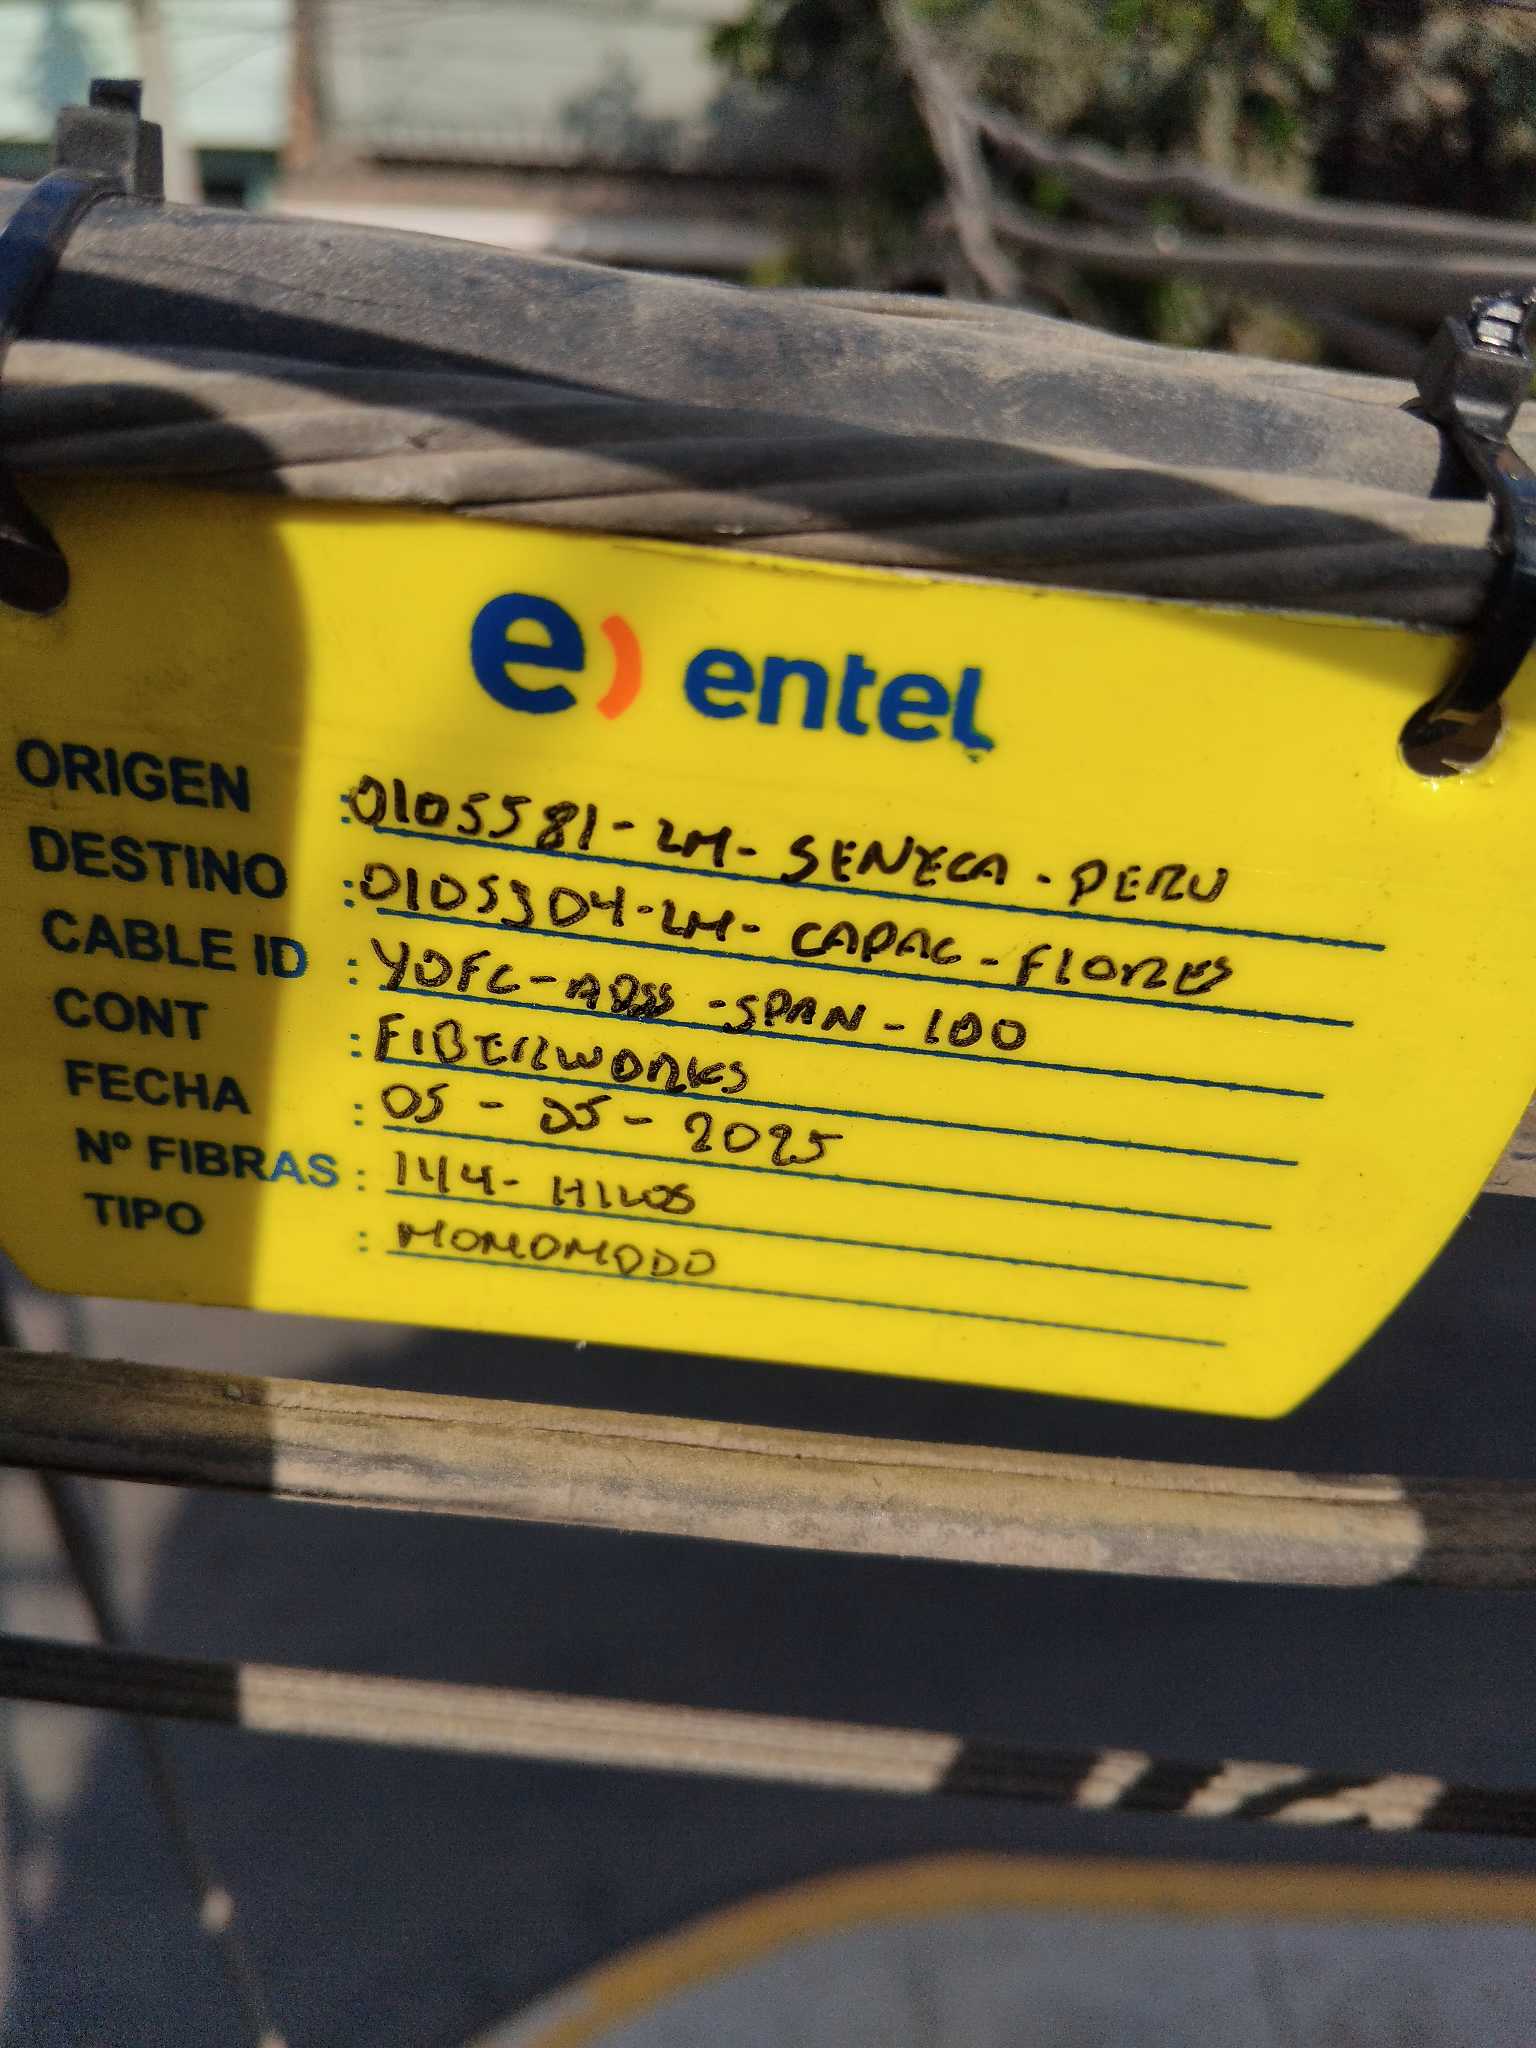 e) entel
ORIGEN : 0105581-LM-SENECA-PERU
DESTINO : 0105304-LM-CAPAC-FLORES
CABLE ID : YOFC-ADSS-SPAN-100
CONT : FIBERWORKS
FECHA : 05-05-2025
Nº FIBRAS : 144-HILOS
TIPO : MONOMODO